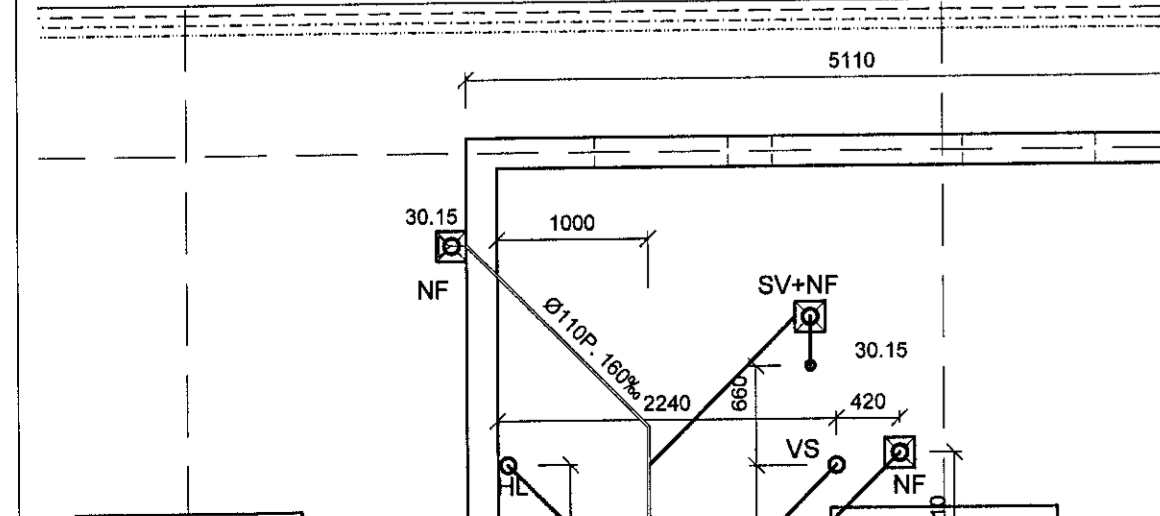 5110
30.15
1000
NF
SV+NF
Ø110P. 160‰
30.15
660
2240
420
VS
HL
NF